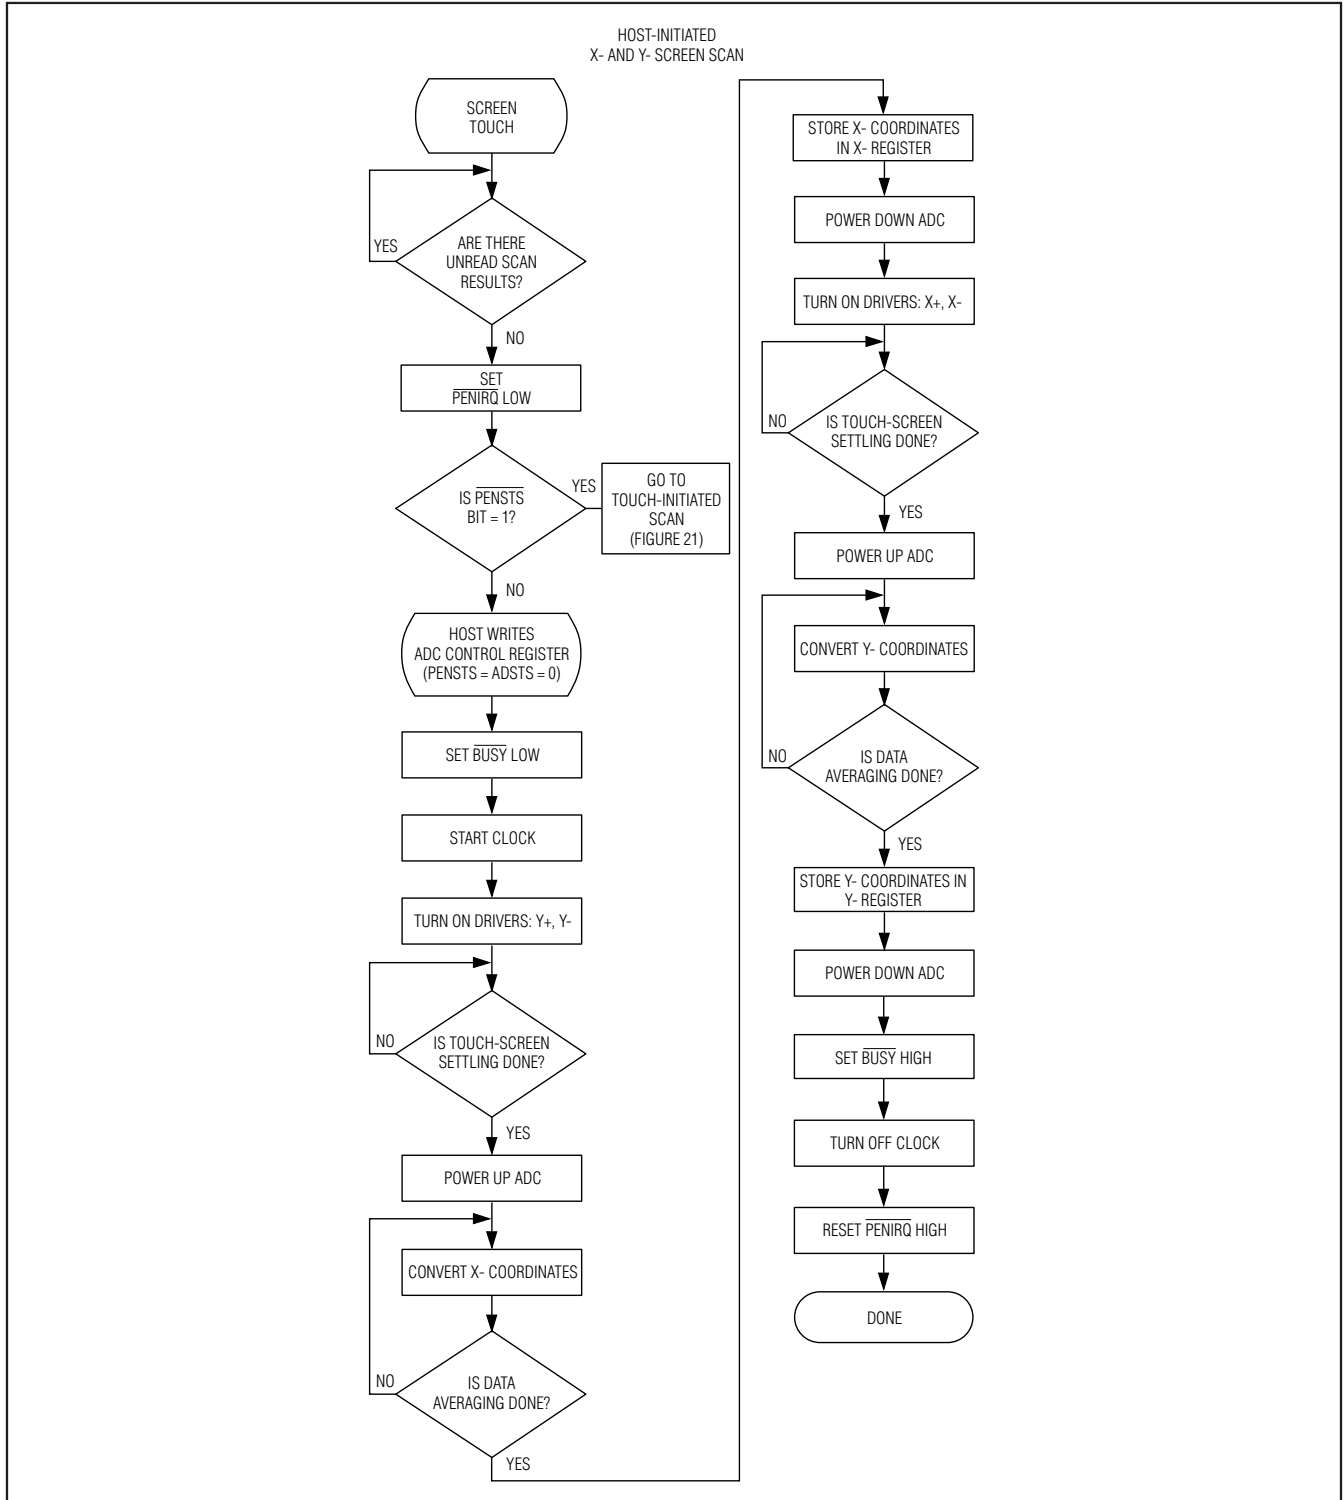 HOST-INITIATED
X- AND Y- SCREEN SCAN
SCREEN
TOUCH
YES
ARE THERE
UNREAD SCAN
RESULTS?
NO
SET
PENIRQ LOW
IS PENSTS
BIT = 1?
YES
GO TO
TOUCH-INITIATED
SCAN
(FIGURE 21)
NO
HOST WRITES
ADC CONTROL REGISTER
(PENSTS = ADSTS = 0)
SET BUSY LOW
START CLOCK
TURN ON DRIVERS: Y+, Y-
NO
IS TOUCH-SCREEN
SETTLING DONE?
YES
POWER UP ADC
CONVERT X- COORDINATES
NO
IS DATA
AVERAGING DONE?
YES
STORE X- COORDINATES
IN X- REGISTER
POWER DOWN ADC
TURN ON DRIVERS: X+, X-
NO
IS TOUCH-SCREEN
SETTLING DONE?
YES
POWER UP ADC
CONVERT Y- COORDINATES
NO
IS DATA
AVERAGING DONE?
YES
STORE Y- COORDINATES IN
Y- REGISTER
POWER DOWN ADC
SET BUSY HIGH
TURN OFF CLOCK
RESET PENIRQ HIGH
DONE